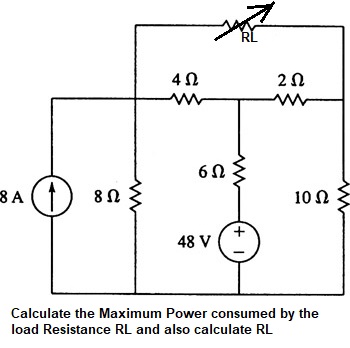 RL
4 Ω
2 Ω
6 Ω
8 A
8 Ω
10 Ω
48 V
+
−
Calculate the Maximum Power consumed by the
load Resistance RL and also calculate RL